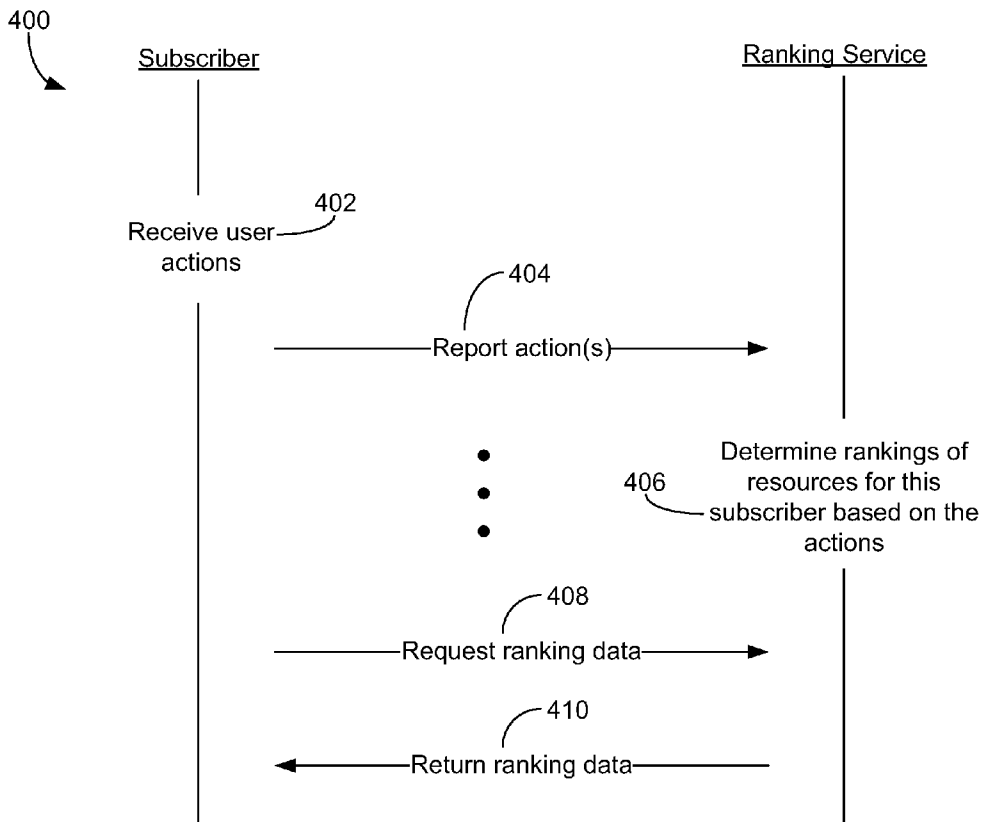 400
Subscriber
Ranking Service
402
Receive user
actions
404
Report action(s)
Determine rankings of
resources for this
406
subscriber based on the
actions
408
Request ranking data
410
Return ranking data